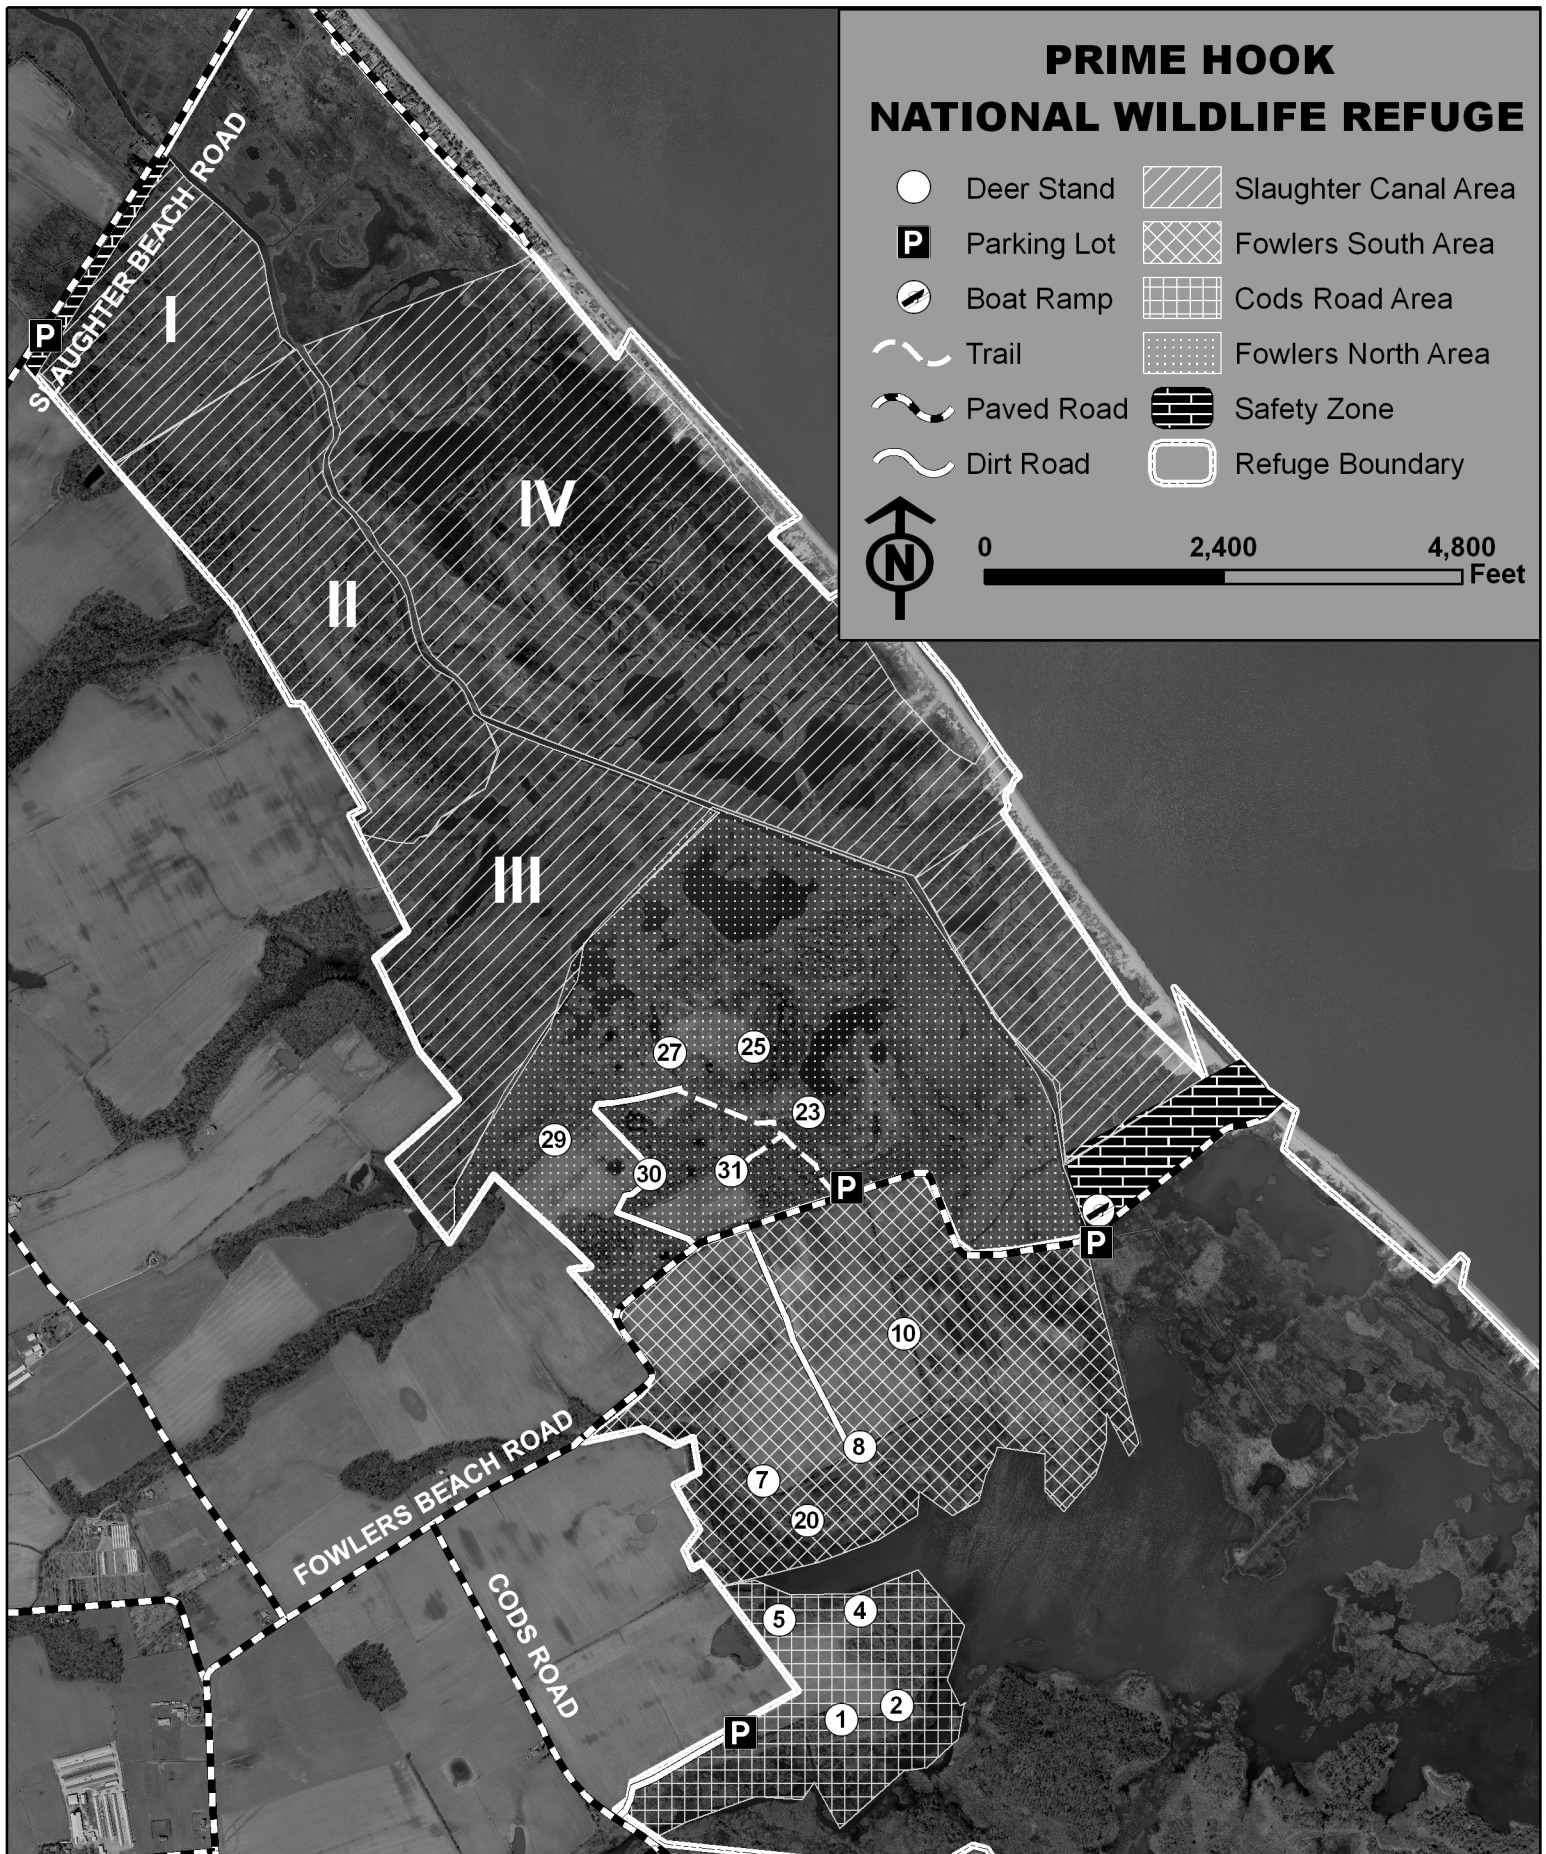 PRIME HOOK
NATIONAL WILDLIFE REFUGE
Deer Stand
Slaughter Canal Area
P
Parking Lot
Fowlers South Area
Boat Ramp
Cods Road Area
Trail
Fowlers North Area
Paved Road
Safety Zone
Dirt Road
Refuge Boundary
N
0 2,400 4,800
Feet
SLAUGHTER BEACH ROAD
P
I
IV
II
III
27
25
23
29
30
31
P
P
10
8
7
20
FOWLERS BEACH ROAD
CODS ROAD
5
4
2
1
P